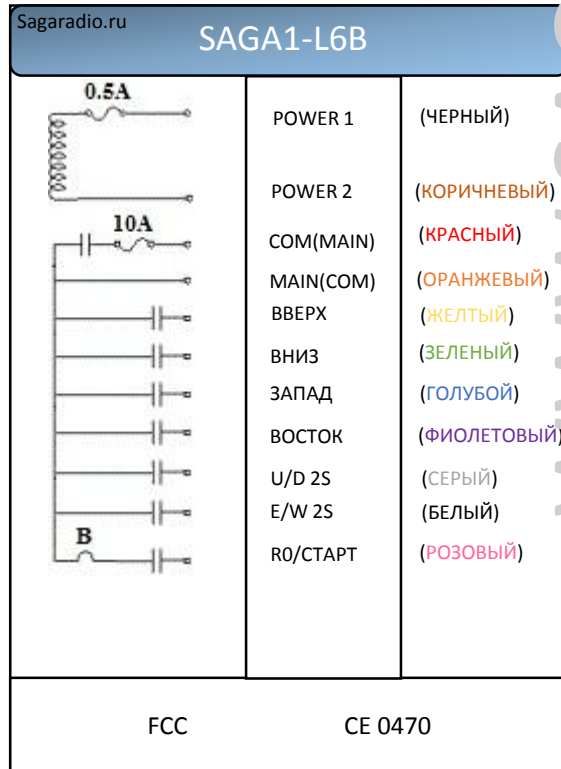 Sagaradio.ru
SAGA1-L6B
0.5A
POWER 1 (ЧЕРНЫЙ)
POWER 2 (КОРИЧНЕВЫЙ)
10A
COM(MAIN) (КРАСНЫЙ)
MAIN(COM) (ОРАНЖЕВЫЙ)
ВВЕРХ (ЖЕЛТЫЙ)
ВНИЗ (ЗЕЛЕНЫЙ)
ЗАПАД (ГОЛУБОЙ)
ВОСТОК (ФИОЛЕТОВЫЙ)
U/D 2S (СЕРЫЙ)
E/W 2S (БЕЛЫЙ)
B
R0/СТАРТ (РОЗОВЫЙ)
FCC CE 0470